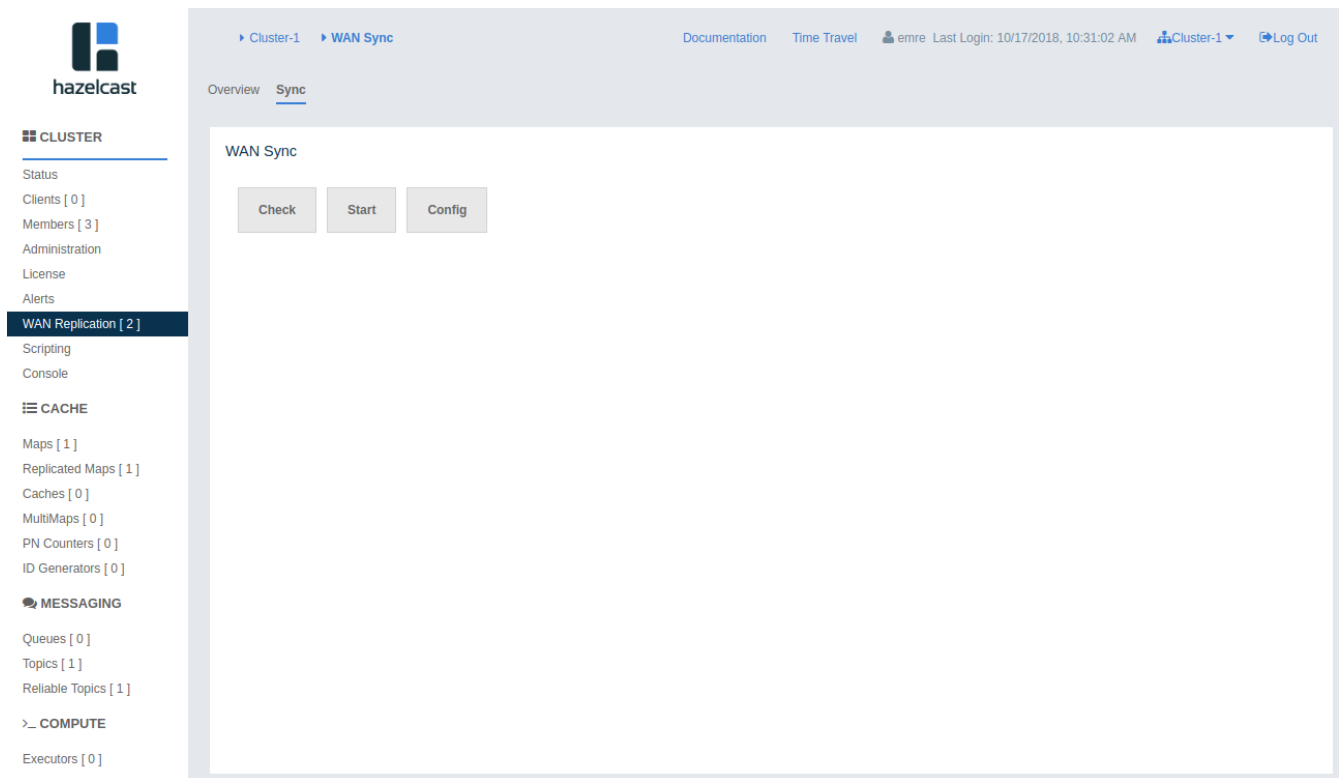 hazelcast
Cluster-1 WAN Sync Documentation Time Travel emre Last Login: 10/17/2018, 10:31:02 AM Cluster-1 Log Out
Overview Sync
CLUSTER
Status
Clients [ 0 ]
Members [ 3 ]
Administration
License
Alerts
WAN Replication [ 2 ]
Scripting
Console
CACHE
Maps [ 1 ]
Replicated Maps [ 1 ]
Caches [ 0 ]
MultiMaps [ 0 ]
PN Counters [ 0 ]
ID Generators [ 0 ]
MESSAGING
Queues [ 0 ]
Topics [ 1 ]
Reliable Topics [ 1 ]
COMPUTE
Executors [ 0 ]
WAN Sync
Check Start Config